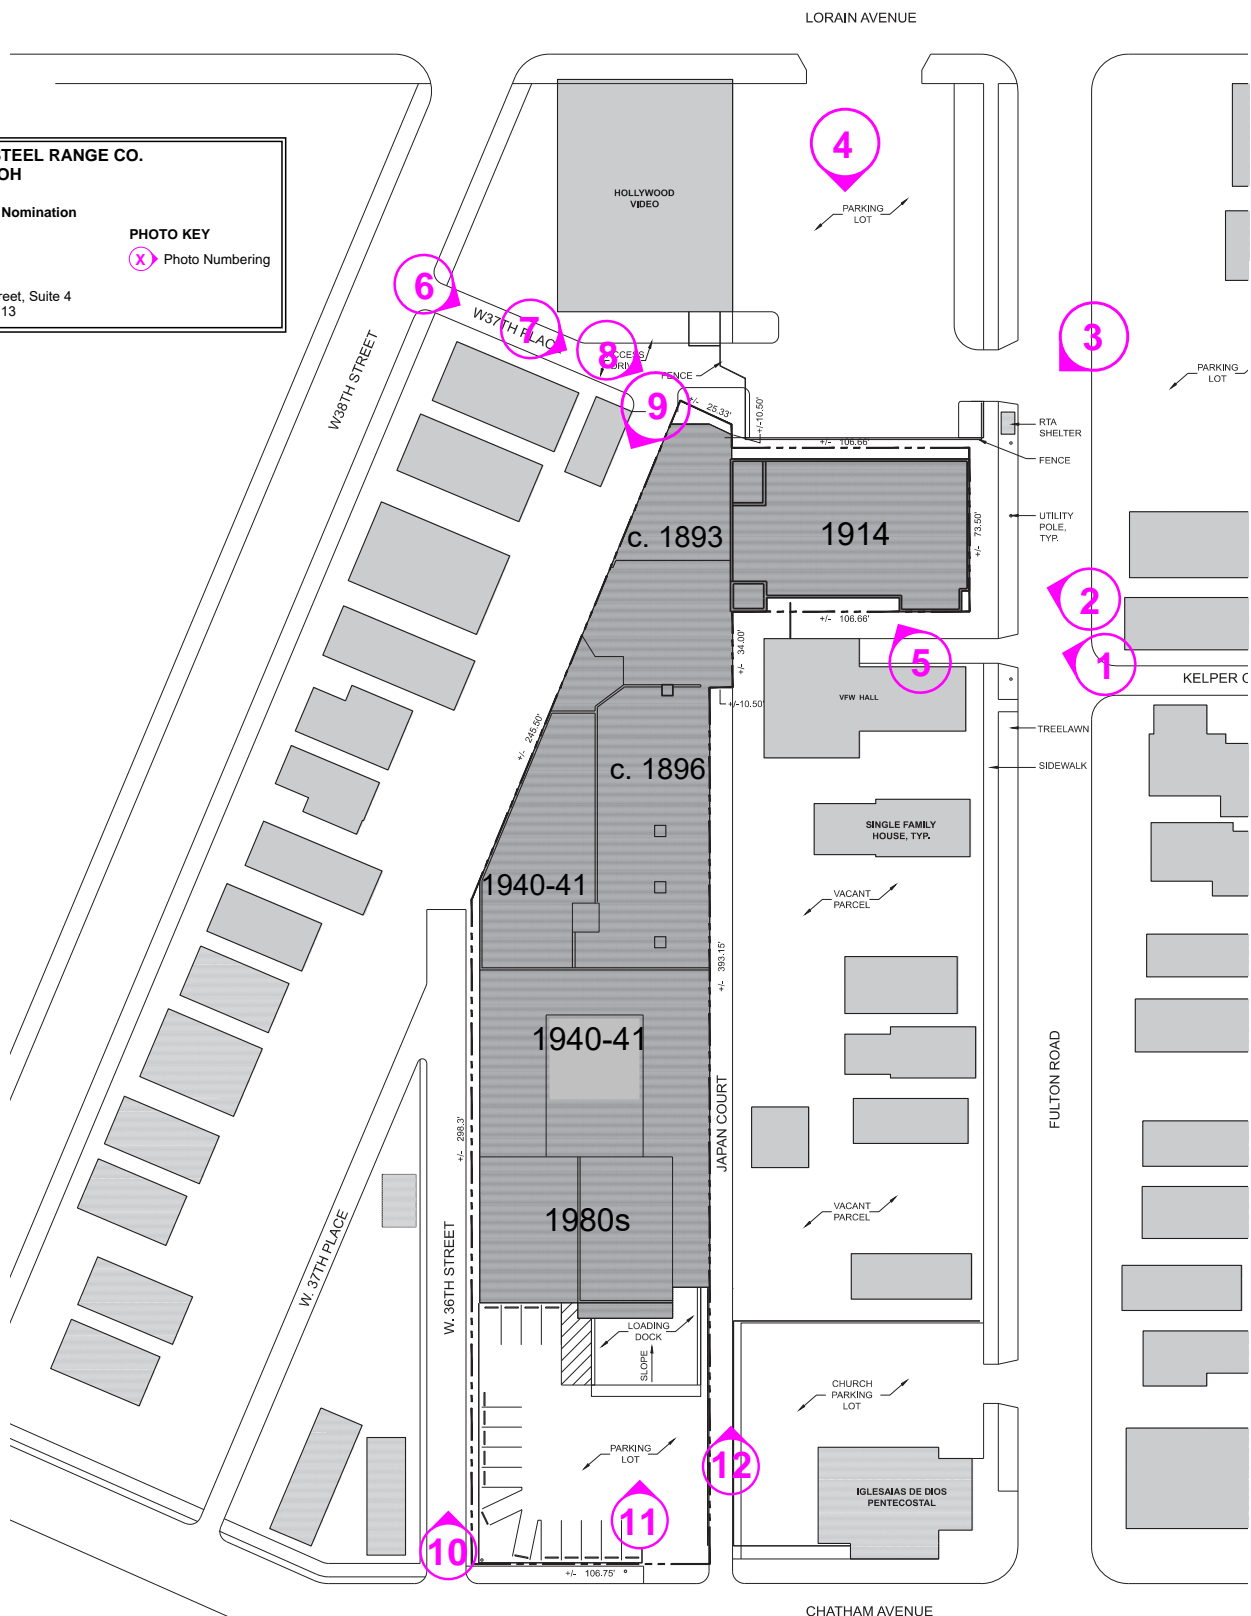 LORAIN AVENUE
STEEL RANGE CO.
OH
Nomination
PHOTO KEY
X Photo Numbering
reet, Suite 4
13
HOLLYWOOD
VIDEO
4
PARKING
LOT
6
W37TH PLAC
7
8
ACCESS
DRIVE
FENCE
3
PARKING
LOT
W38TH STREET
9
+/- 25.33'
+/-10.50'
+/- 106.66'
RTA
SHELTER
FENCE
UTILITY
POLE,
TYP.
c. 1893
1914
+/- 73.50'
2
+/- 106.66'
+/- 34.00'
5
1
KELPER C
VFW HALL
+/-10.50'
TREELAWN
SIDEWALK
+/- 245.50'
c. 1896
SINGLE FAMILY
HOUSE, TYP.
1940-41
VACANT
PARCEL
+/- 393.15'
1940-41
JAPAN COURT
FULTON ROAD
+/- 298.3'
1980s
VACANT
PARCEL
W. 37TH PLACE
W. 36TH STREET
LOADING
DOCK
SLOPE
CHURCH
PARKING
LOT
PARKING
LOT
12
IGLESAIAS DE DIOS
PENTECOSTAL
11
10
+/- 106.75'
CHATHAM AVENUE